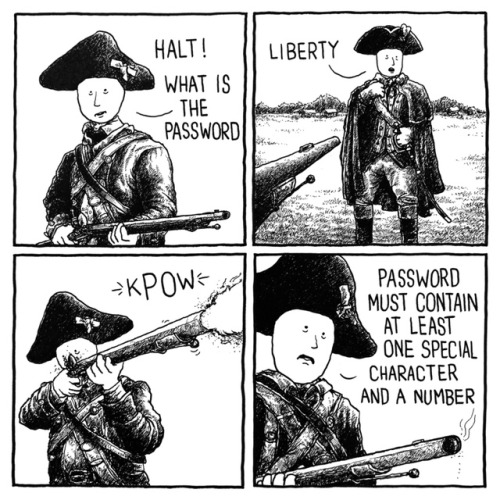 HALT!
WHAT IS
THE
PASSWORD
LIBERTY
KPOW
PASSWORD
MUST CONTAIN
AT LEAST
ONE SPECIAL
CHARACTER
AND A NUMBER